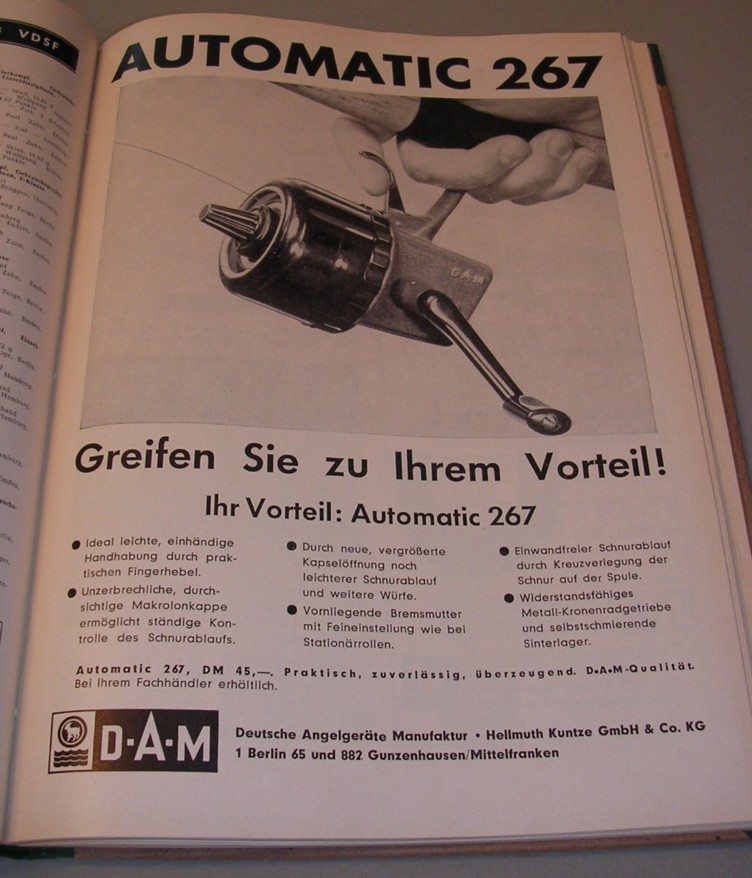 VDSF
AUTOMATIC 267
D·A·M
Greifen Sie zu Ihrem Vorteil!
Ihr Vorteil: Automatic 267
● Ideal leichte, einhändige
Handhabung durch prak-
tischen Fingerhebel.
● Unzerbrechliche, durch-
sichtige Makrolonkappe
ermöglicht ständige Kon-
trolle des Schnurablaufs.
● Durch neue, vergrößerte
Kapselöffnung noch
leichterer Schnurablauf
und weitere Würfe.
● Vornliegende Bremsmutter
mit Feineinstellung wie bei
Stationärrollen.
● Einwandfreier Schnurablauf
durch Kreuzverlegung der
Schnur auf der Spule.
● Widerstandsfähiges
Metall-Kronenradgetriebe
und selbstschmierende
Sinterlager.
Automatic 267, DM 45,—. Praktisch, zuverlässig, überzeugend. D·A·M-Qualität.
Bei Ihrem Fachhändler erhältlich.
D·A·M
Deutsche Angelgeräte Manufaktur · Hellmuth Kuntze GmbH & Co. KG
1 Berlin 65 und 882 Gunzenhausen/Mittelfranken